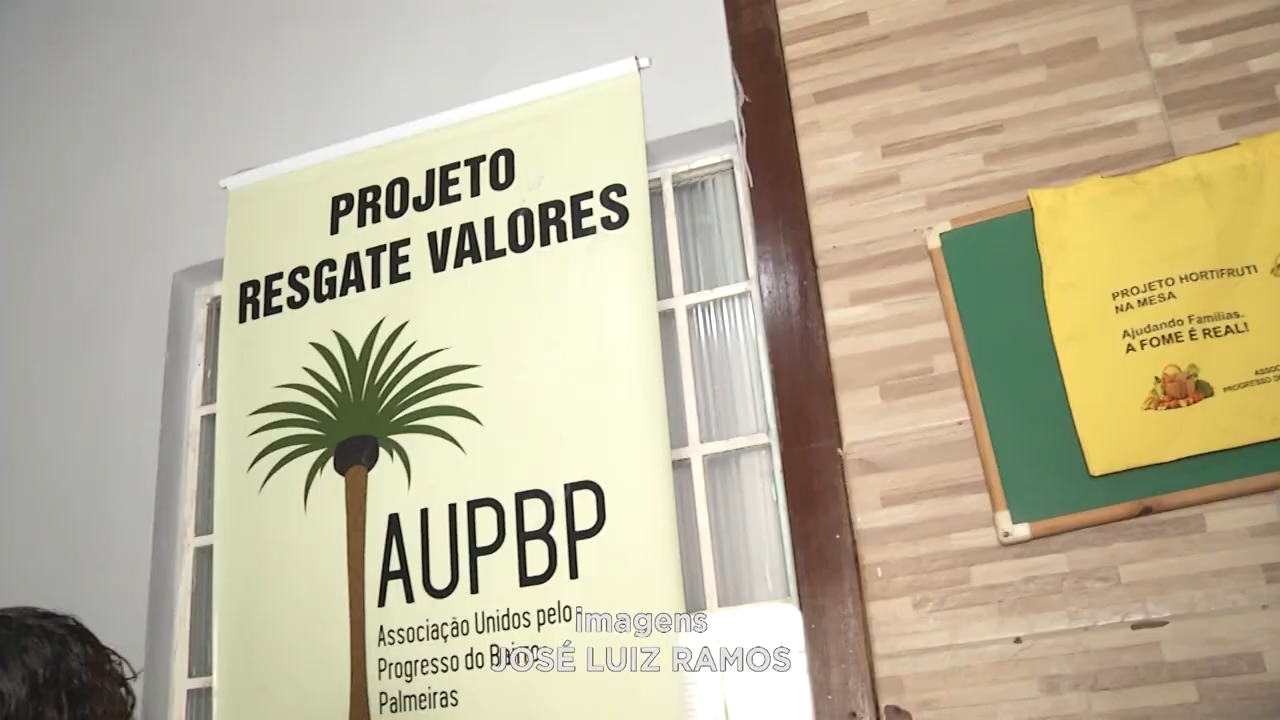 PROJETO
RESGATE VALORES
AUPBP
Associação Unidos pelo
Progresso do Bairro
Palmeiras
PROJETO HORTIFRUTI
NA MESA
Ajudando Famílias.
A FOME É REAL!
imagens
JOSÉ LUIZ RAMOS